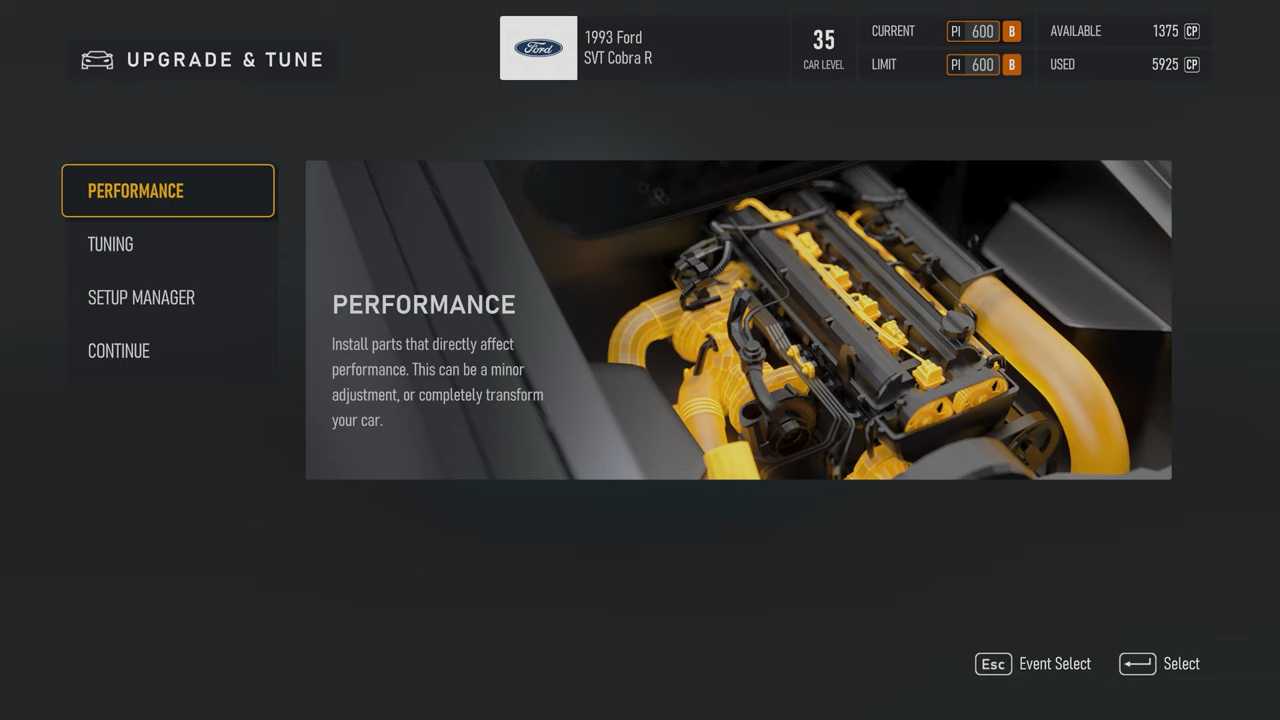 UPGRADE & TUNE
Ford
1993 Ford
SVT Cobra R
35
CAR LEVEL
CURRENT PI 600 B
LIMIT PI 600 B
AVAILABLE 1375 CP
USED 5925 CP
PERFORMANCE
TUNING
SETUP MANAGER
CONTINUE
PERFORMANCE
Install parts that directly affect
performance. This can be a minor
adjustment, or completely transform
your car.
Esc Event Select
Select